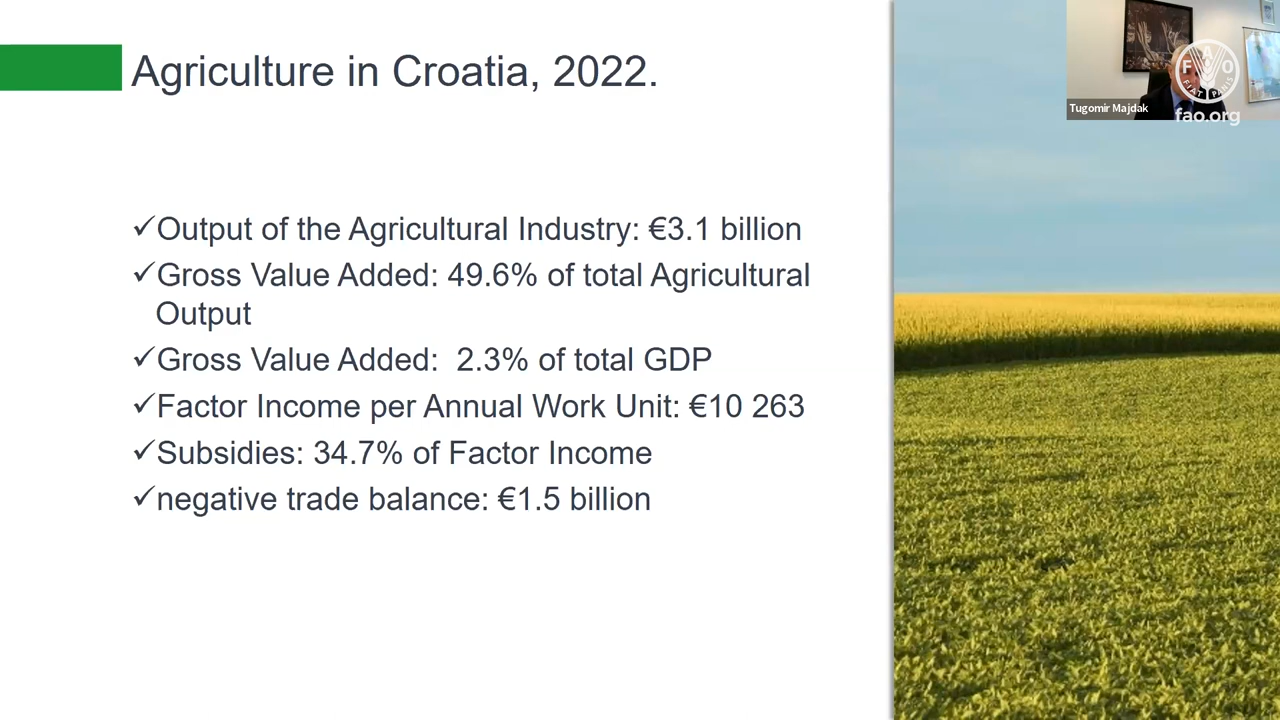 Agriculture in Croatia, 2022.
✓Output of the Agricultural Industry: €3.1 billion
✓Gross Value Added: 49.6% of total Agricultural
Output
✓Gross Value Added:  2.3% of total GDP
✓Factor Income per Annual Work Unit: €10 263
✓Subsidies: 34.7% of Factor Income
✓negative trade balance: €1.5 billion
Tugomir Majdak
F A O
FIAT PANIS
fao.org